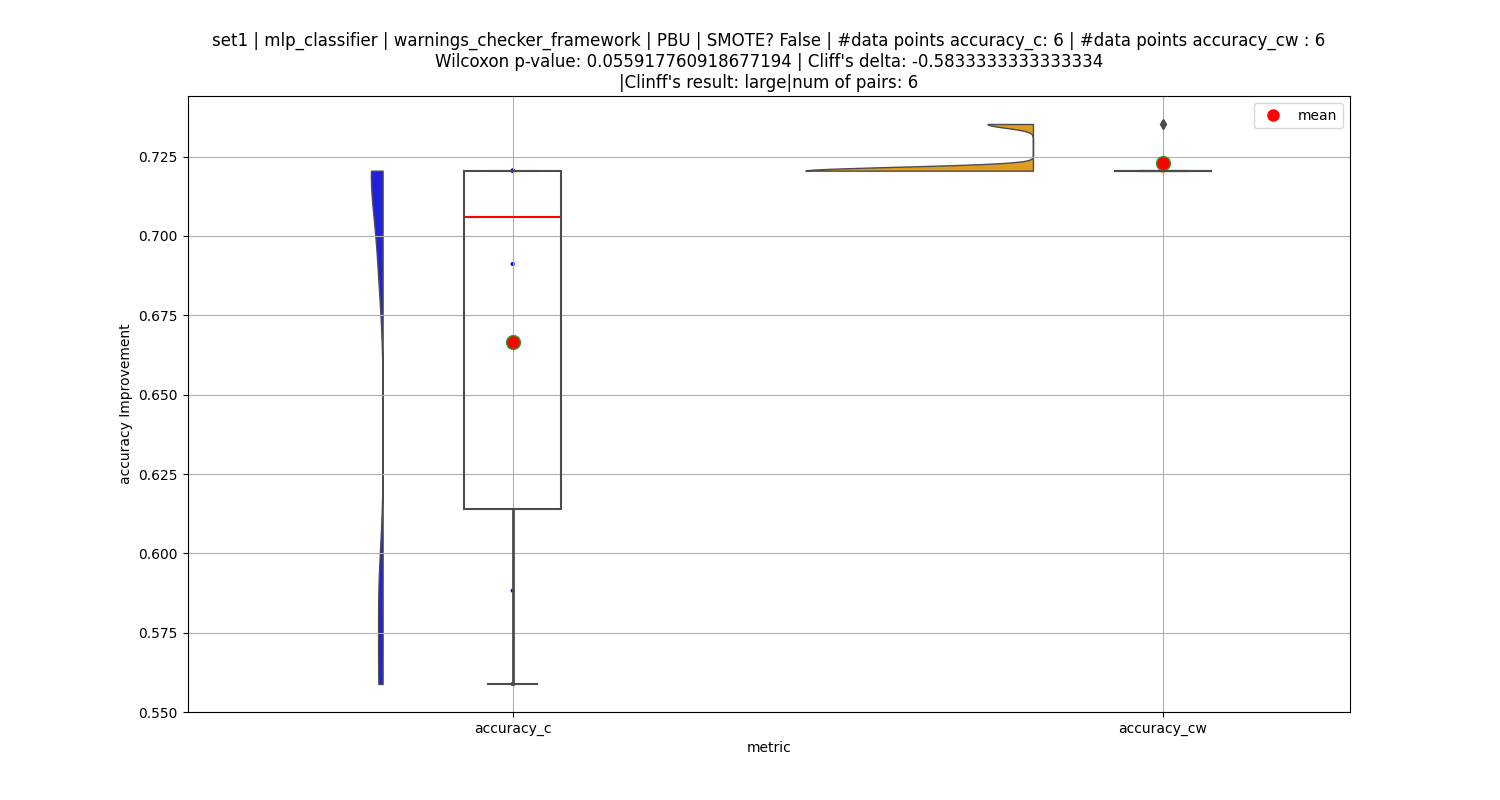 set1 | mlp_classifier | warnings_checker_framework | PBU | SMOTE? False | #data points accuracy_c: 6 | #data points accuracy_cw : 6
Wilcoxon p-value: 0.055917760918677194 | Cliff's delta: -0.5833333333333334
|Clinff's result: large|num of pairs: 6
mean
0.725
0.700
0.675
0.650
0.625
0.600
0.575
0.550
accuracy Improvement
accuracy_c
accuracy_cw
metric